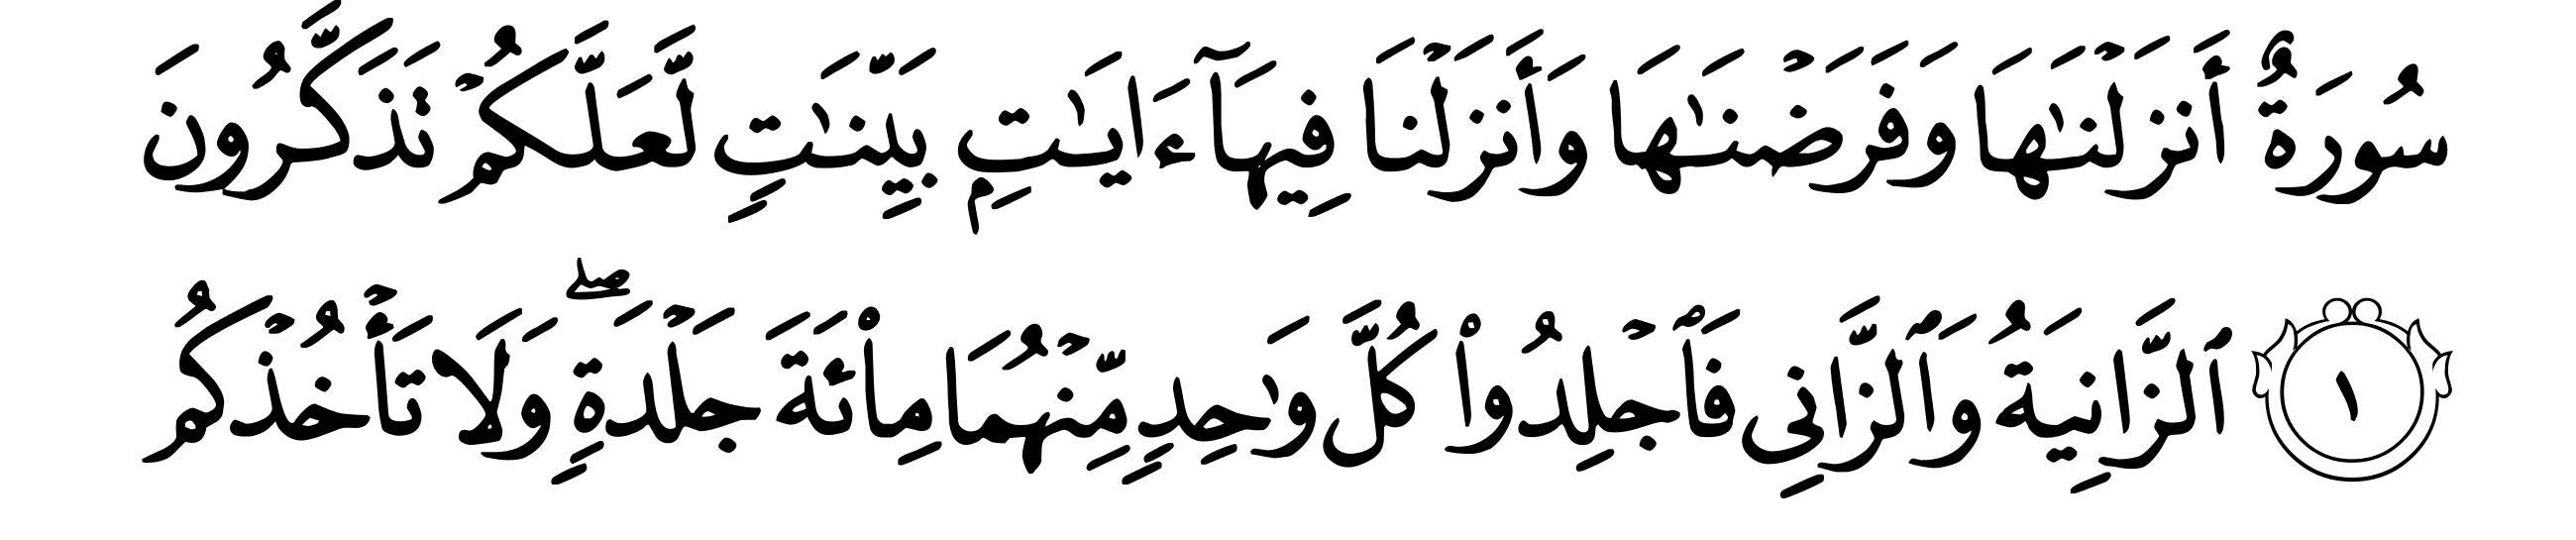 سُورَةٌ أَنزَلْنَٰهَا وَفَرَضْنَٰهَا وَأَنزَلْنَا فِيهَآ ءَايَٰتٍۭ بَيِّنَٰتٍ لَّعَلَّكُمْ تَذَكَّرُونَ
١ ٱلزَّانِيَةُ وَٱلزَّانِى فَٱجْلِدُوا۟ كُلَّ وَٰحِدٍ مِّنْهُمَا مِا۟ئَةَ جَلْدَةٍ ۖ وَلَا تَأْخُذْكُم